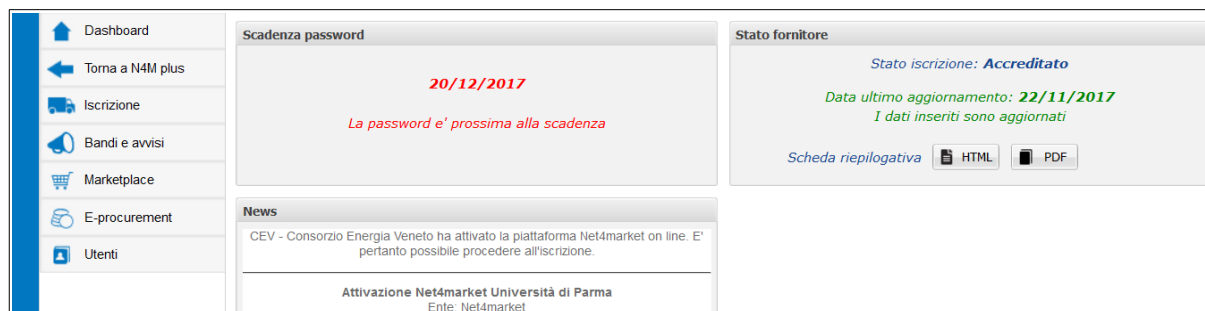 Dashboard
Torna a N4M plus
Iscrizione
Bandi e avvisi
Marketplace
E-procurement
Utenti
Scadenza password
20/12/2017
La password e' prossima alla scadenza
News
CEV - Consorzio Energia Veneto ha attivato la piattaforma Net4market on line. E'
pertanto possibile procedere all'iscrizione.
Attivazione Net4market Università di Parma
Ente: Net4market
Stato fornitore
Stato iscrizione: Accreditato
Data ultimo aggiornamento: 22/11/2017
I dati inseriti sono aggiornati
Scheda riepilogativa HTML PDF